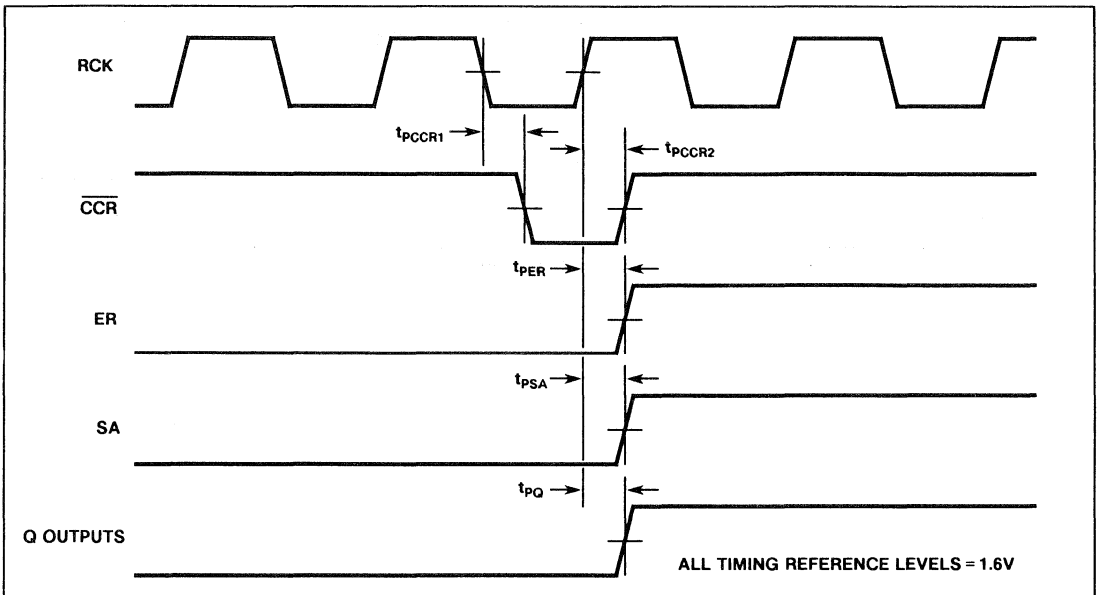 RCK
tPCCR1
tPCCR2
CCR
tPER
ER
tPSA
SA
tPQ
Q OUTPUTS
ALL TIMING REFERENCE LEVELS = 1.6V